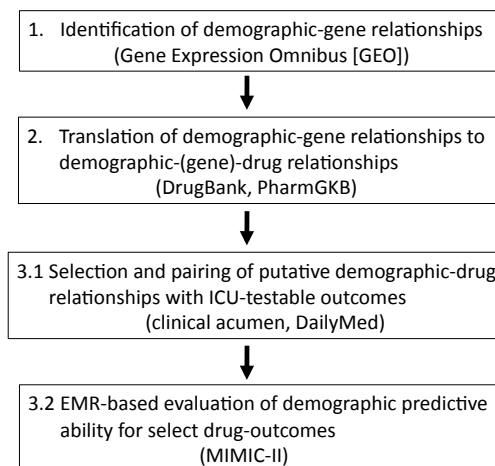 1. Identification of demographic-gene relationships
(Gene Expression Omnibus [GEO])
2. Translation of demographic-gene relationships to
demographic-(gene)-drug relationships
(DrugBank, PharmGKB)
3.1 Selection and pairing of putative demographic-drug
relationships with ICU-testable outcomes
(clinical acumen, DailyMed)
3.2 EMR-based evaluation of demographic predictive
ability for select drug-outcomes
(MIMIC-II)